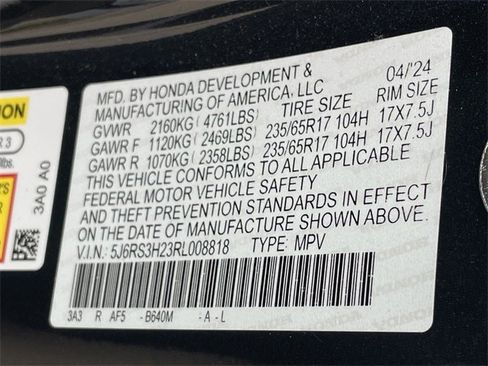 MFD. BY HONDA DEVELOPMENT & 04/'24
MANUFACTURING OF AMERICA, LLC
GVWR 2160KG (4761LBS) TIRE SIZE RIM SIZE
GAWR F 1120KG (2469LBS) 235/65R17 104H 17X7.5J
GAWR R 1070KG (2358LBS) 235/65R17 104H 17X7.5J
THIS VEHICLE CONFORMS TO ALL APPLICABLE
FEDERAL MOTOR VEHICLE SAFETY
AND THEFT PREVENTION STANDARDS IN EFFECT
ON THE DATE OF MANUFACTURE SHOWN ABOVE.
V.I.N.: 5J6RS3H23RL008818 TYPE: MPV
3A3 R AF5 -B640M -A-L
ION
R 3
lbs.
3A0 A0